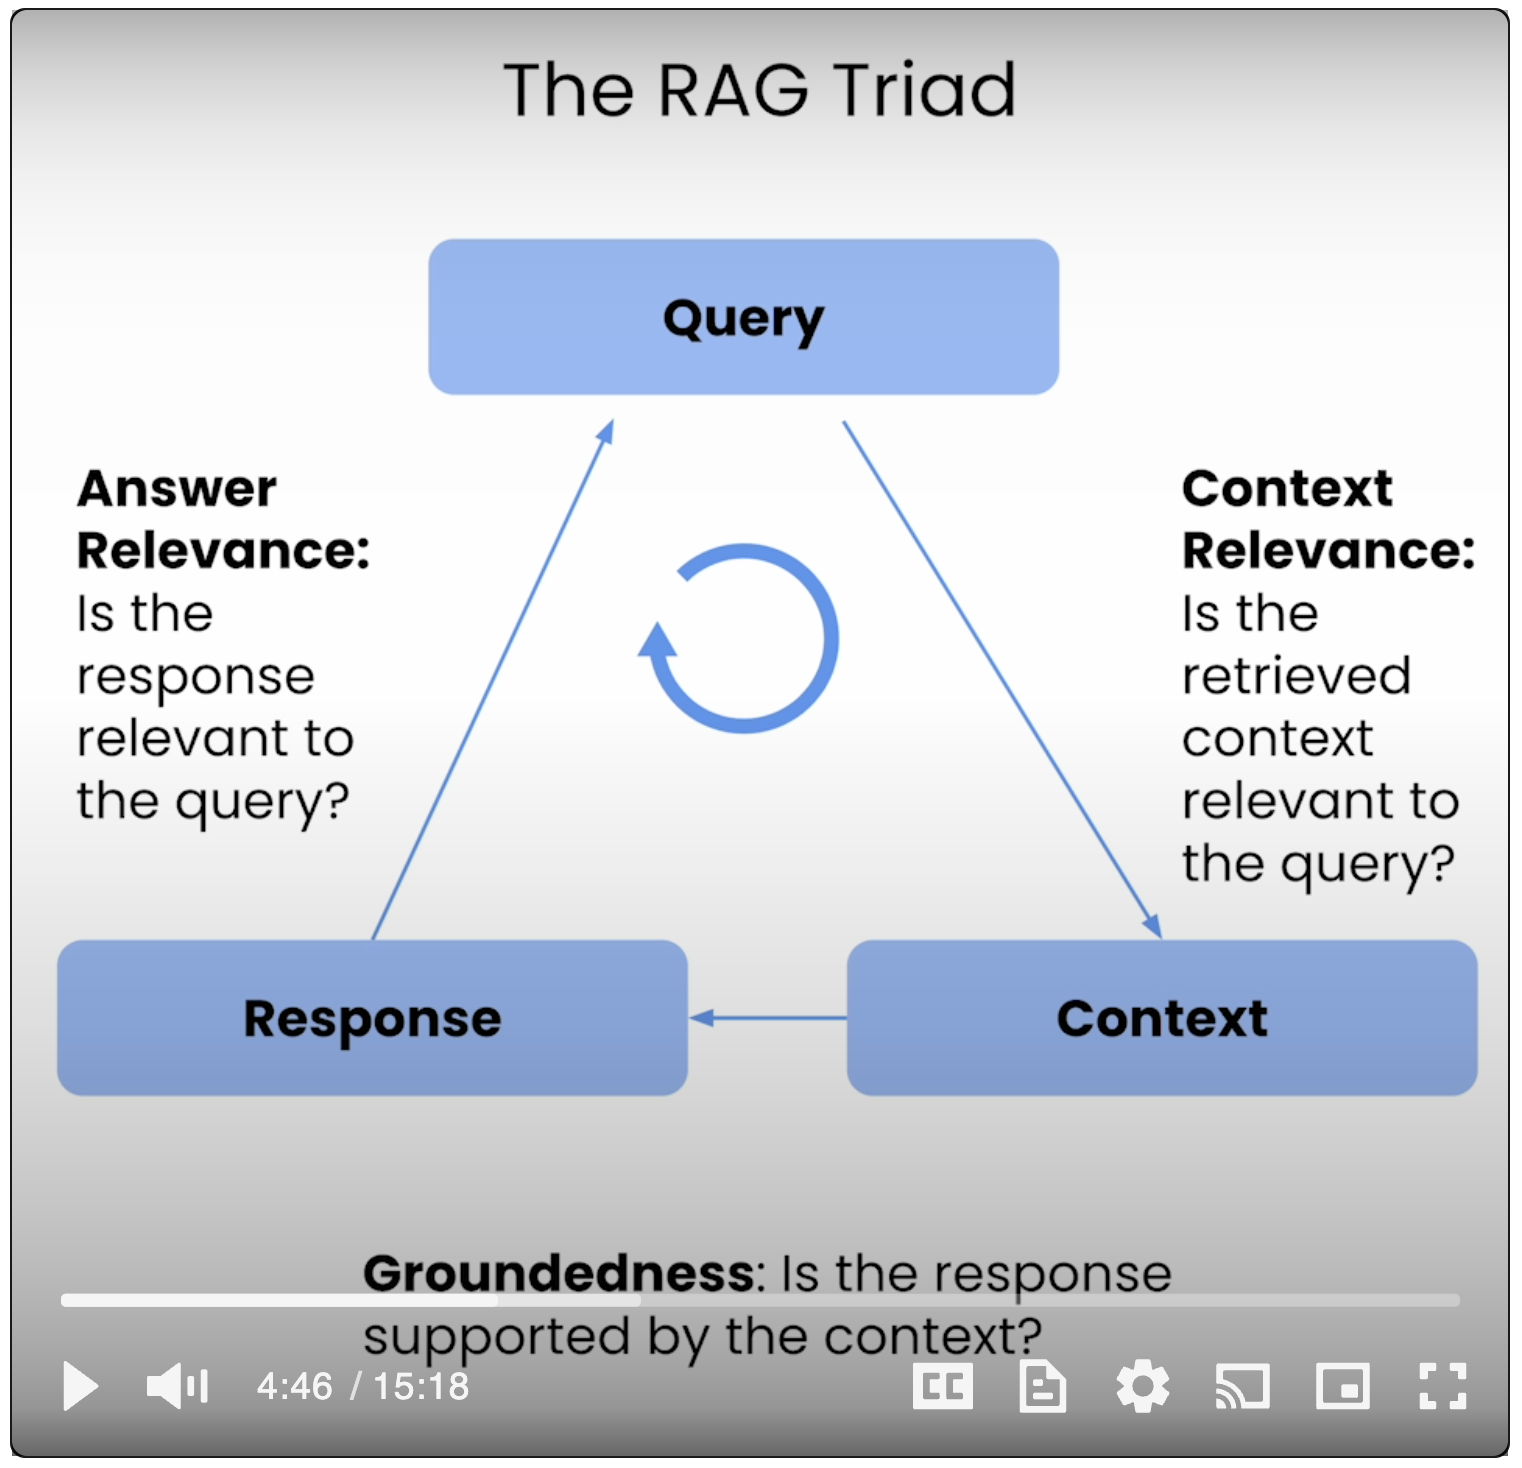 The RAG Triad
Query
Answer
Relevance:
Is the
response
relevant to
the query?
Context
Relevance:
Is the
retrieved
context
relevant to
the query?
Response
Context
Groundedness: Is the response
supported by the context?
4:46 / 15:18
CC